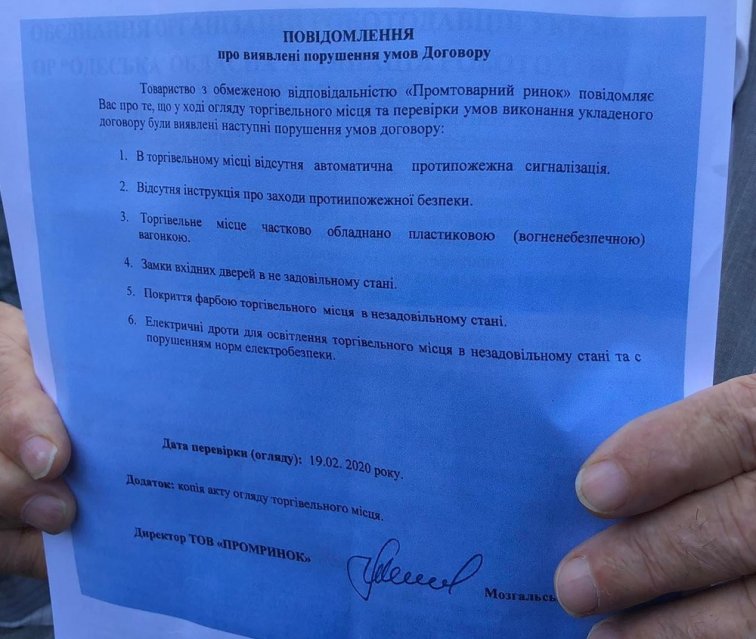 ПОВІДОМЛЕННЯ
про виявлені порушення умов Договору
Товариство з обмеженою відповідальністю «Промтоварний ринок» повідомляє
Вас про те, що у ході огляду торгівельного місця та перевірки умов виконання укладеного
договору були виявлені наступні порушення умов договору:
1. В торгівельному місці відсутня автоматична протипожежна сигналізація.
2. Відсутня інструкція про заходи протиипожежної безпеки.
3. Торгівельне місце частково обладнано пластиковою (вогненебезпечною)
вагонкою.
4. Замки вхідних дверей в не задовільному стані.
5. Покриття фарбою торгівельного місця в незадовільному стані.
6. Електричні дроти для освітлення торгівельного місця в незадовільному стані та с
порушенням норм електробезпеки.
Дата перевірки (огляду): 19.02. 2020 року.
Додаток: копія акту огляду торгівельного місця.
Директор ТОВ «ПРОМРИНОК»
Мозгальсь